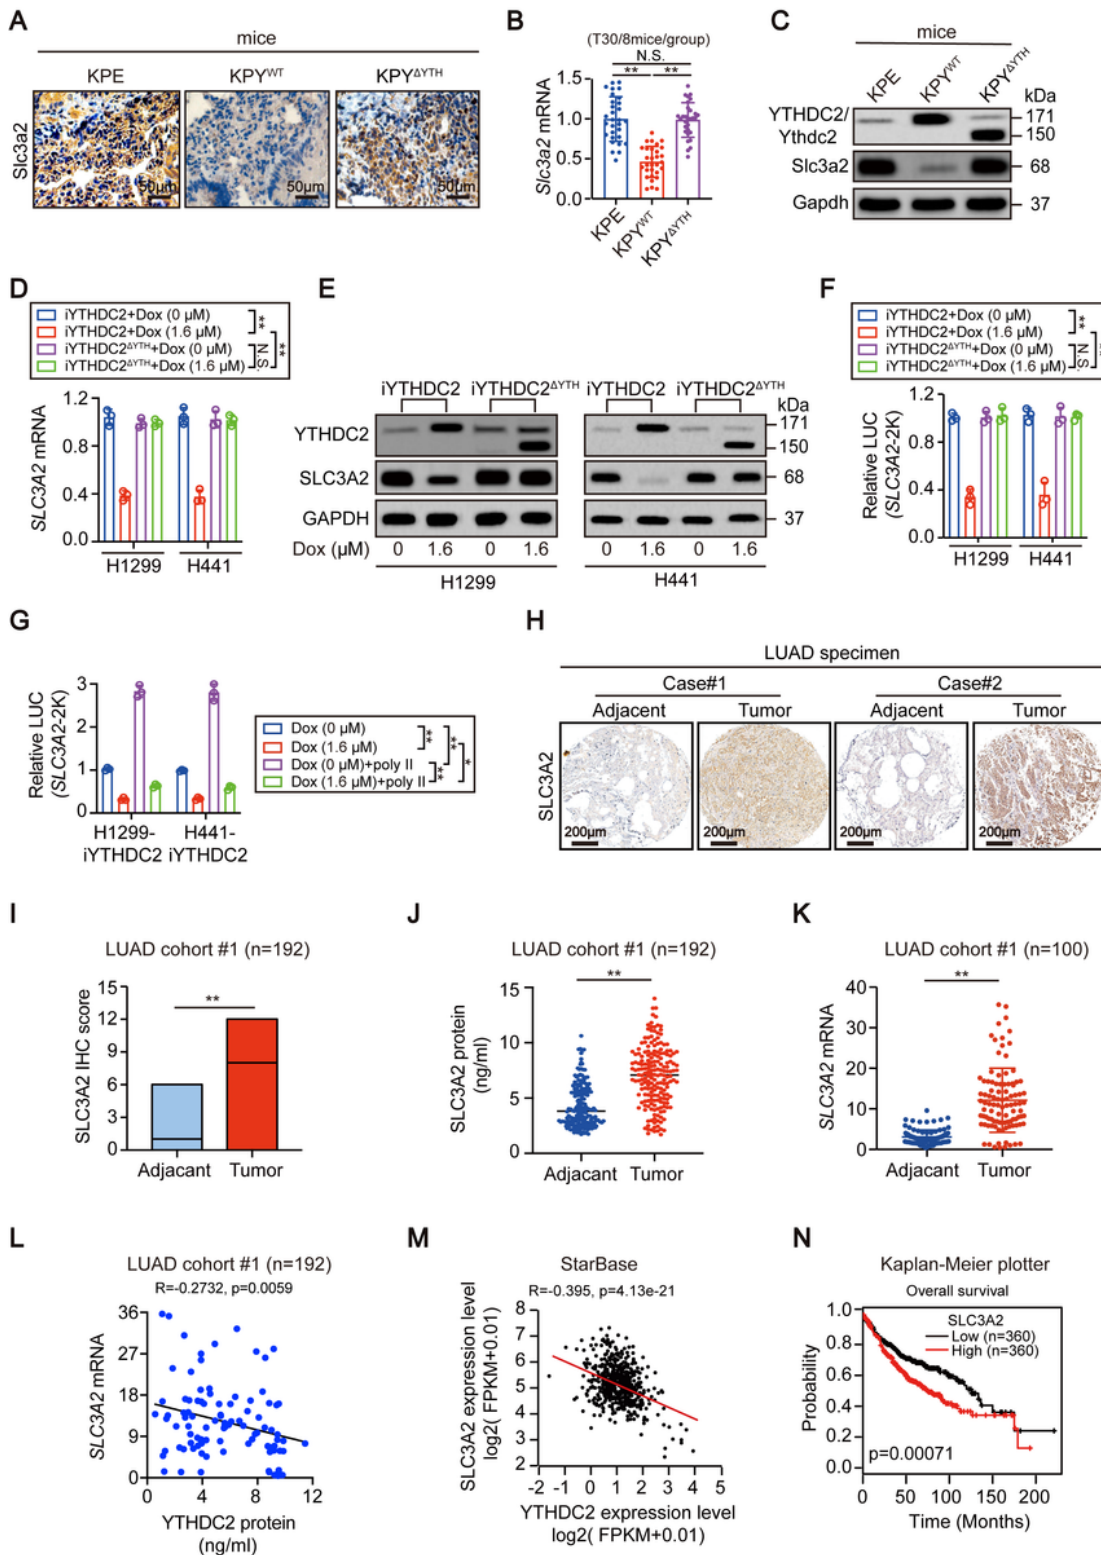 A
mice
KPE KPY^WT KPY^ΔYTH
Slc3a2
50µm 50µm 50µm
B
(T30/8mice/group)
N.S.
** **
Slc3a2 mRNA
1.5
1.0
0.5
0.0
KPE KPY^WT KPY^ΔYTH
C
mice
KPE KPY^WT KPY^ΔYTH
kDa
YTHDC2/ 171
Ythdc2 150
Slc3a2 68
Gapdh 37
D
iYTHDC2+Dox (0 µM)
iYTHDC2+Dox (1.6 µM)
iYTHDC2^ΔYTH+Dox (0 µM)
iYTHDC2^ΔYTH+Dox (1.6 µM)
** N.S. **
SLC3A2 mRNA
1.2
0.8
0.4
0.0
H1299 H441
E
iYTHDC2 iYTHDC2^ΔYTH iYTHDC2 iYTHDC2^ΔYTH
kDa
YTHDC2 171
150
SLC3A2 68
GAPDH 37
Dox (µM) 0 1.6 0 1.6 0 1.6 0 1.6
H1299 H441
F
iYTHDC2+Dox (0 µM)
iYTHDC2+Dox (1.6 µM)
iYTHDC2^ΔYTH+Dox (0 µM)
iYTHDC2^ΔYTH+Dox (1.6 µM)
** N.S.
Relative LUC
(SLC3A2-2K)
1.2
0.8
0.4
0.0
H1299 H441
G
Relative LUC
(SLC3A2-2K)
3
2
1
0
H1299- H441-
iYTHDC2 iYTHDC2
Dox (0 µM)
Dox (1.6 µM)
Dox (0 µM)+poly II
Dox (1.6 µM)+poly II
** ** ** *
H
LUAD specimen
Case#1 Case#2
Adjacent Tumor Adjacent Tumor
SLC3A2
200µm 200µm 200µm 200µm
I
LUAD cohort #1 (n=192)
SLC3A2 IHC score
15
12
9
6
3
0
**
Adjacant Tumor
J
LUAD cohort #1 (n=192)
SLC3A2 protein
(ng/ml)
15
10
5
0
**
Adjacant Tumor
K
LUAD cohort #1 (n=100)
SLC3A2 mRNA
40
30
20
10
0
**
Adjacant Tumor
L
LUAD cohort #1 (n=192)
R=-0.2732, p=0.0059
SLC3A2 mRNA
36
27
18
9
0
0 4 8 12
YTHDC2 protein
(ng/ml)
M
StarBase
R=-0.395, p=4.13e-21
SLC3A2 expression level
log2( FPKM+0.01)
8
7
6
5
4
3
2
-2 -1 0 1 2 3 4 5
YTHDC2 expression level
log2( FPKM+0.01)
N
Kaplan-Meier plotter
Overall survival
SLC3A2
Low (n=360)
High (n=360)
Probability
1.0
0.8
0.6
0.4
0.2
0.0
p=0.00071
0 50 100 150 200
Time (Months)